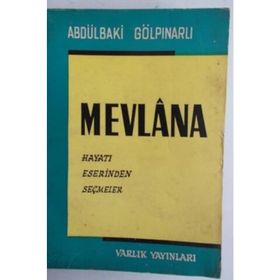 ABDÜLBAKİ GÖLPINARLI
MEVLÂNA
HAYATI
ESERİNDEN
SEÇMELER
VARLIK YAYINLARI